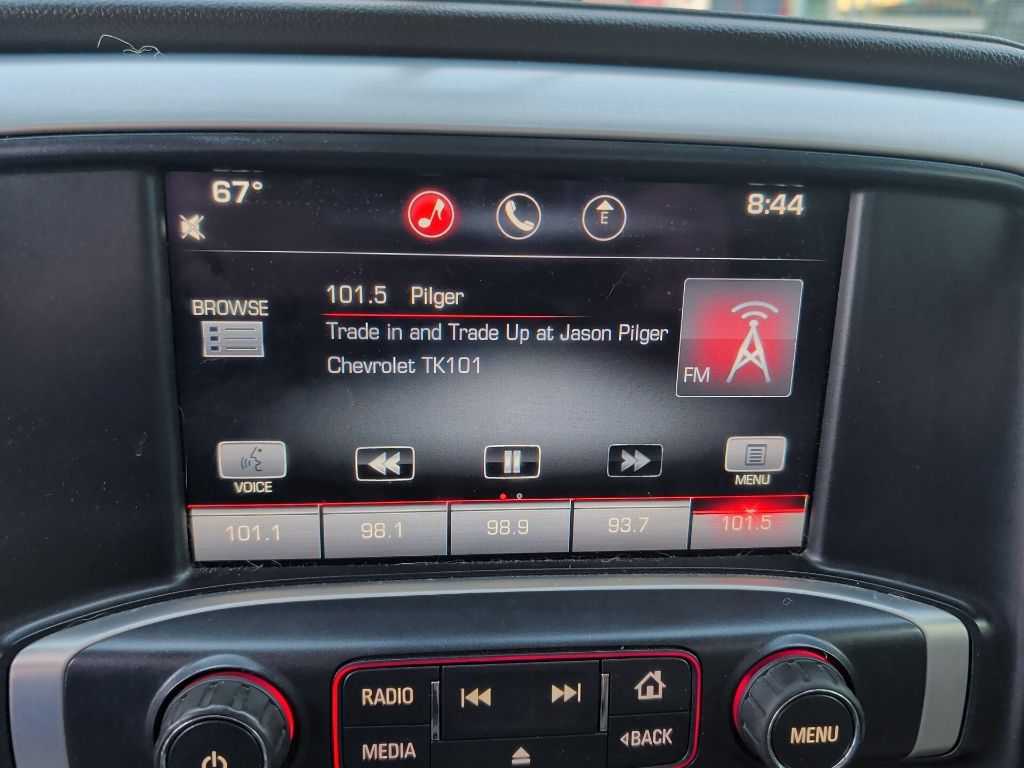 67°
E
8:44
BROWSE
101.5 Pilger
Trade in and Trade Up at Jason Pilger
Chevrolet TK101
FM
VOICE
MENU
101.1 98.1 98.9 93.7 101.5
RADIO
MEDIA
BACK
MENU